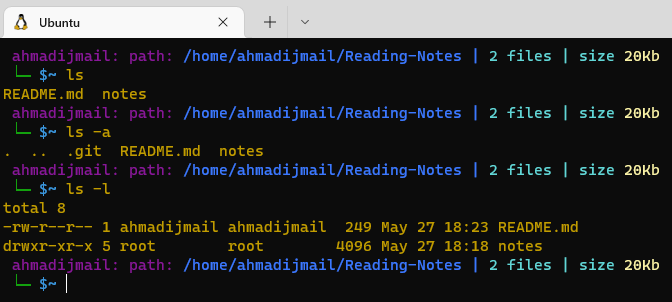 Ubuntu
ahmadijmail: path: /home/ahmadijmail/Reading-Notes | 2 files | size 20Kb
└─ $~ ls
README.md  notes
ahmadijmail: path: /home/ahmadijmail/Reading-Notes | 2 files | size 20Kb
└─ $~ ls -a
.  ..  .git  README.md  notes
ahmadijmail: path: /home/ahmadijmail/Reading-Notes | 2 files | size 20Kb
└─ $~ ls -l
total 8
-rw-r--r-- 1 ahmadijmail ahmadijmail  249 May 27 18:23 README.md
drwxr-xr-x 5 root        root        4096 May 27 18:18 notes
ahmadijmail: path: /home/ahmadijmail/Reading-Notes | 2 files | size 20Kb
└─ $~